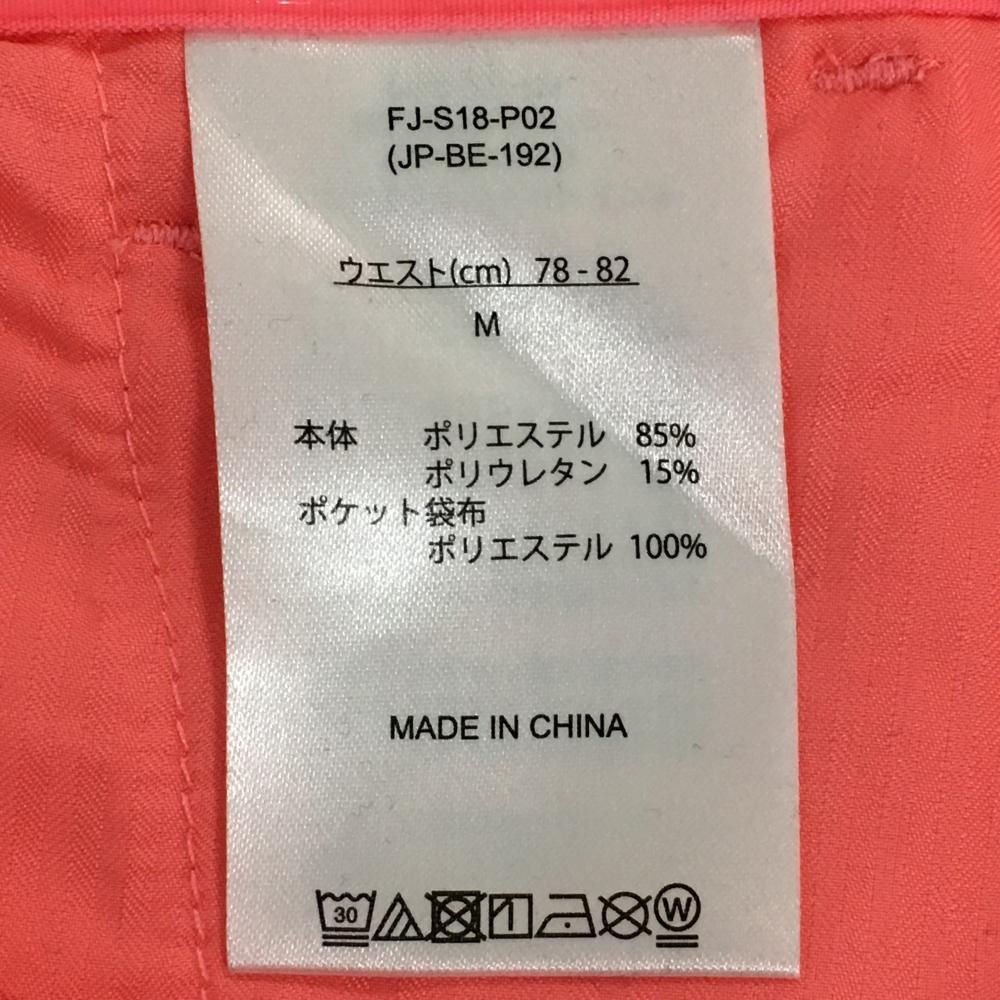 FJ-S18-P02
(JP-BE-192)
ウエスト(cm) 78 - 82
M
本体 ポリエステル 85%
ポリウレタン 15%
ポケット袋布
ポリエステル 100%
MADE IN CHINA
30 W